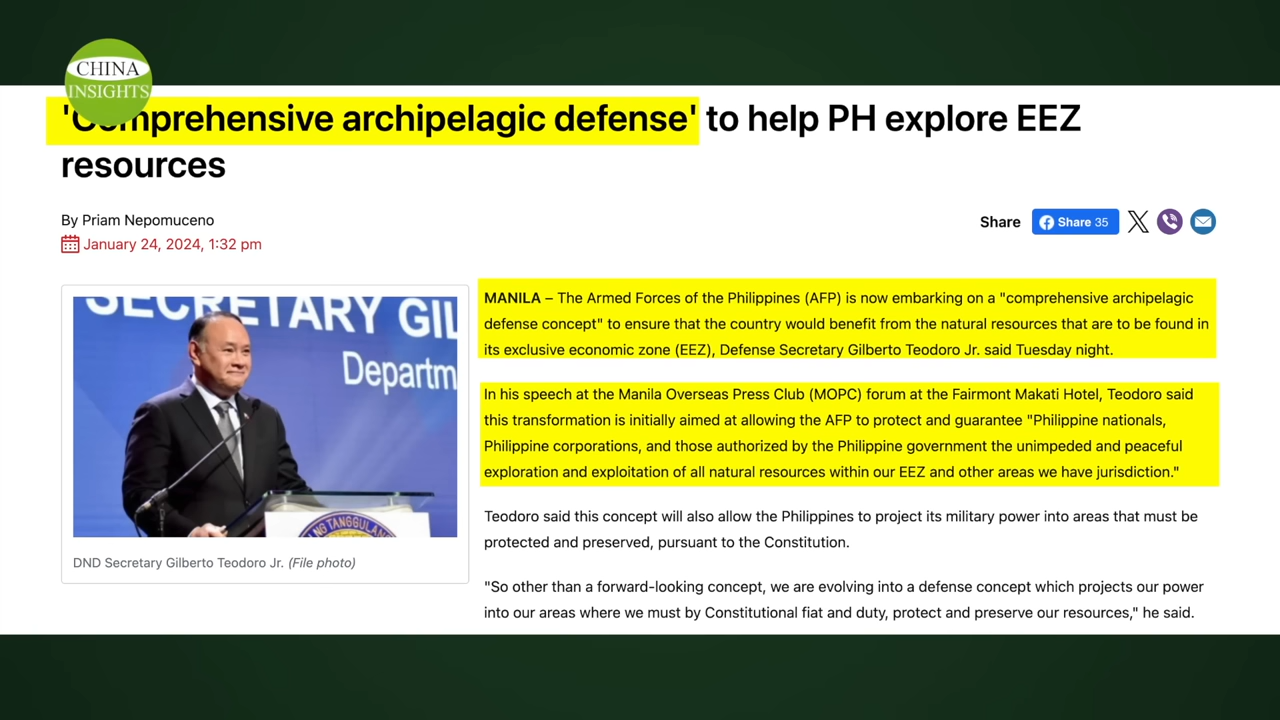 CHINA
INSIGHTS
'Comprehensive archipelagic defense' to help PH explore EEZ
resources
By Priam Nepomuceno
January 24, 2024, 1:32 pm
Share
Share 35
SECRETARY GIL
Departm
NG TANGGULANG
DND Secretary Gilberto Teodoro Jr. (File photo)
MANILA – The Armed Forces of the Philippines (AFP) is now embarking on a "comprehensive archipelagic
defense concept" to ensure that the country would benefit from the natural resources that are to be found in
its exclusive economic zone (EEZ), Defense Secretary Gilberto Teodoro Jr. said Tuesday night.
In his speech at the Manila Overseas Press Club (MOPC) forum at the Fairmont Makati Hotel, Teodoro said
this transformation is initially aimed at allowing the AFP to protect and guarantee "Philippine nationals,
Philippine corporations, and those authorized by the Philippine government the unimpeded and peaceful
exploration and exploitation of all natural resources within our EEZ and other areas we have jurisdiction."
Teodoro said this concept will also allow the Philippines to project its military power into areas that must be
protected and preserved, pursuant to the Constitution.
"So other than a forward-looking concept, we are evolving into a defense concept which projects our power
into our areas where we must by Constitutional fiat and duty, protect and preserve our resources," he said.